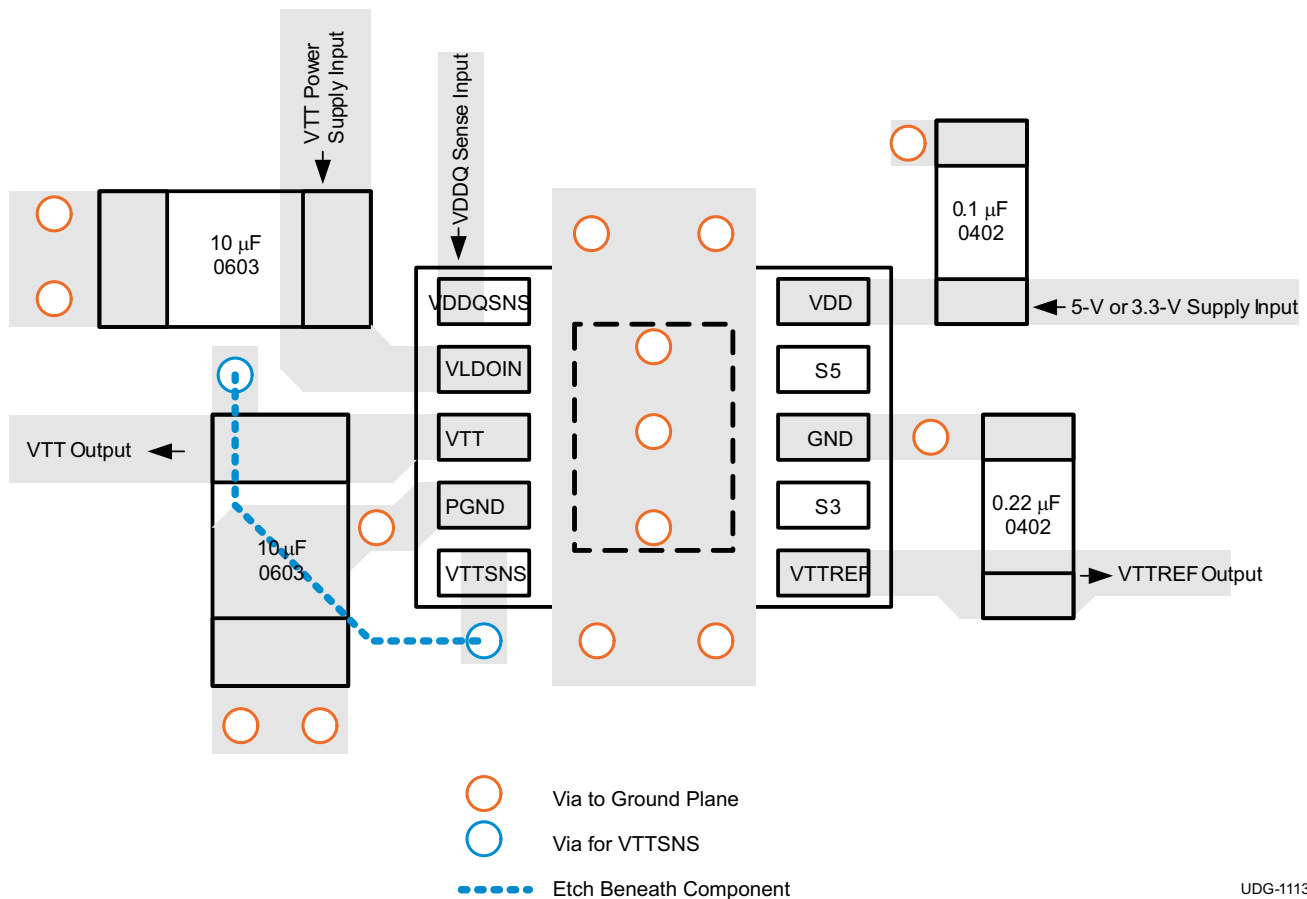 VTT Power
Supply Input
VDDQ Sense Input
10 μF
0603
0.1 μF
0402
VDDQSNS
VDD
5-V or 3.3-V Supply Input
VLDOIN
S5
VTT Output
VTT
GND
PGND
S3
0.22 μF
0402
10 μF
0603
VTTSNS
VTTREF
VTTREF Output
Via to Ground Plane
Via for VTTSNS
Etch Beneath Component
UDG-1113